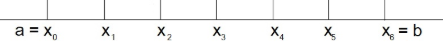 a = x₀ x₁ x₂ x₃ x₄ x₅ x₆ = b